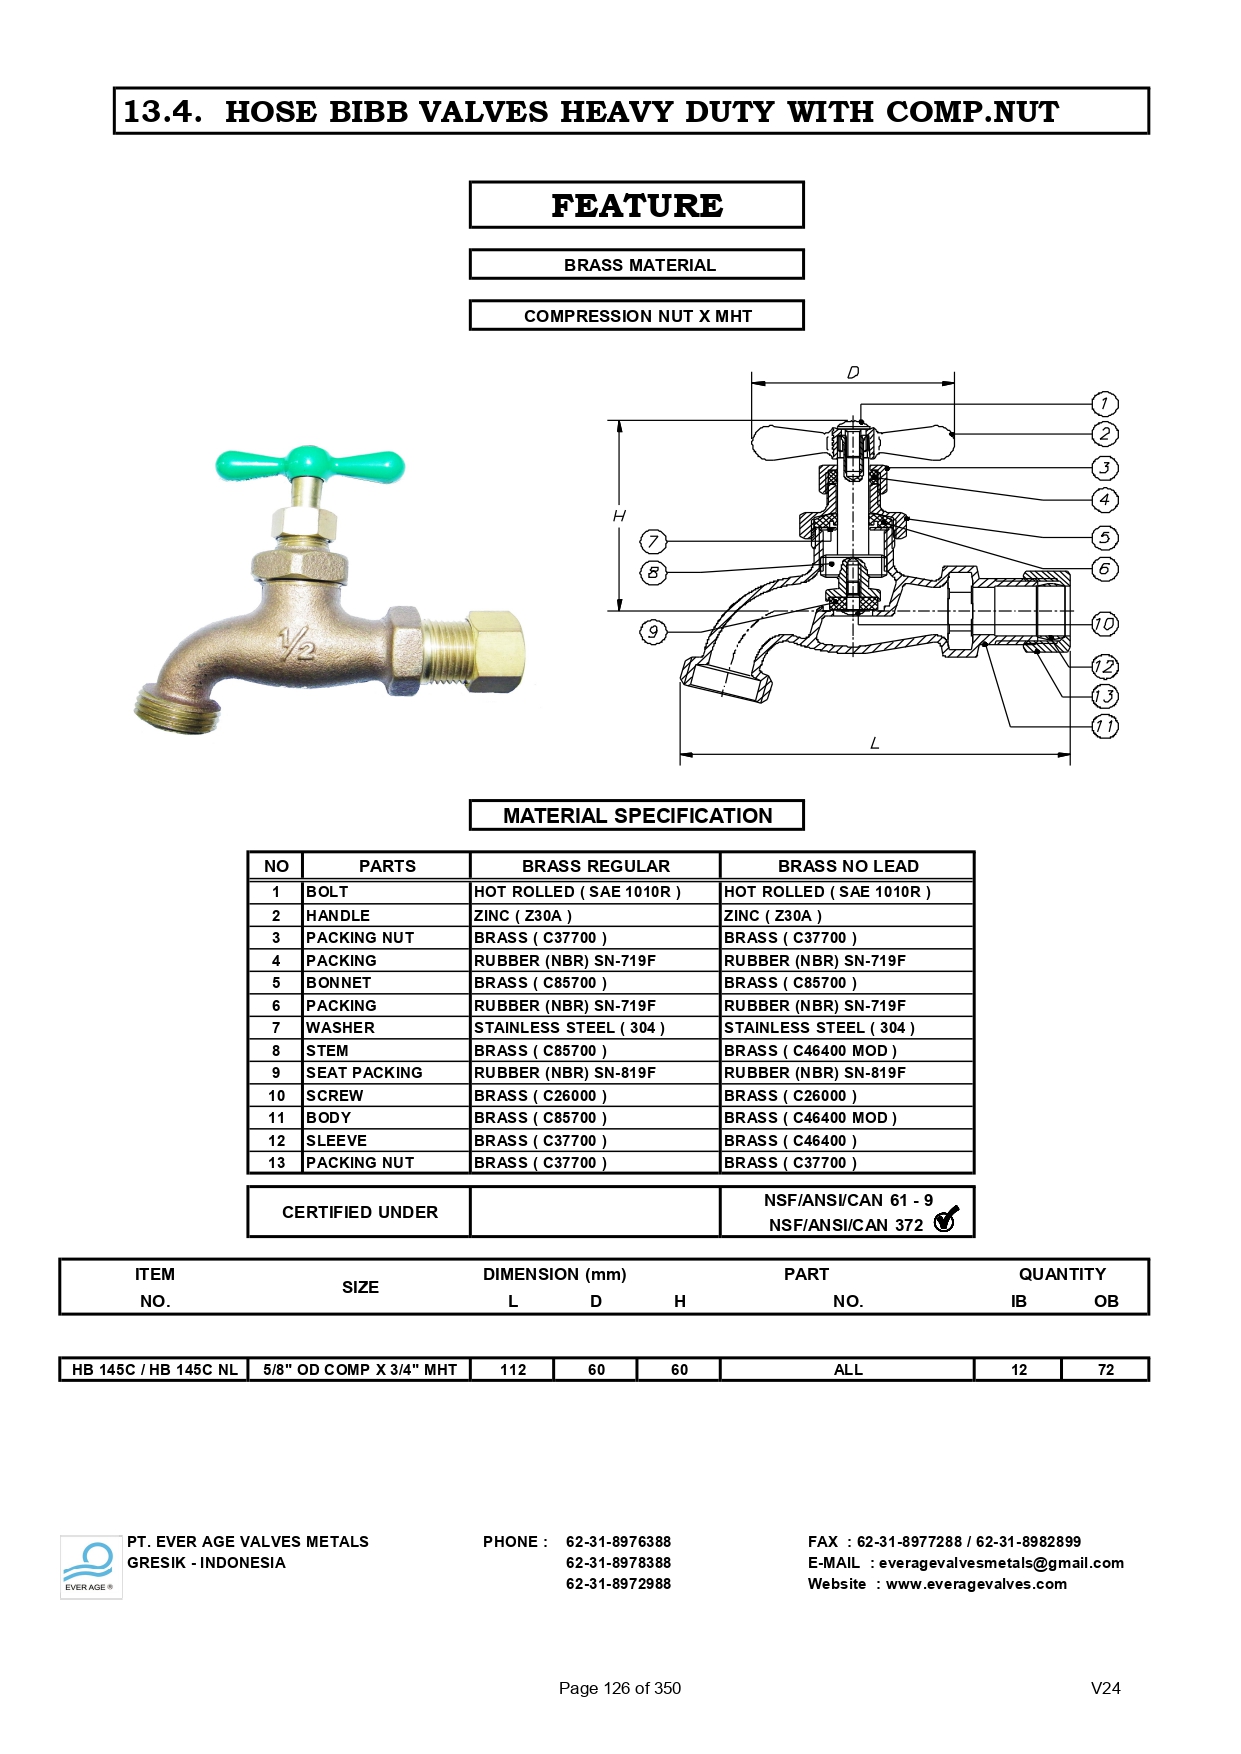 13.4. HOSE BIBB VALVES HEAVY DUTY WITH COMP.NUT
FEATURE
BRASS MATERIAL
COMPRESSION NUT X MHT
1/2
D
H
L
1
2
3
4
5
6
7
8
9
10
12
13
11
MATERIAL SPECIFICATION
NO PARTS BRASS REGULAR BRASS NO LEAD
1 BOLT HOT ROLLED ( SAE 1010R ) HOT ROLLED ( SAE 1010R )
2 HANDLE ZINC ( Z30A ) ZINC ( Z30A )
3 PACKING NUT BRASS ( C37700 ) BRASS ( C37700 )
4 PACKING RUBBER (NBR) SN-719F RUBBER (NBR) SN-719F
5 BONNET BRASS ( C85700 ) BRASS ( C85700 )
6 PACKING RUBBER (NBR) SN-719F RUBBER (NBR) SN-719F
7 WASHER STAINLESS STEEL ( 304 ) STAINLESS STEEL ( 304 )
8 STEM BRASS ( C85700 ) BRASS ( C46400 MOD )
9 SEAT PACKING RUBBER (NBR) SN-819F RUBBER (NBR) SN-819F
10 SCREW BRASS ( C26000 ) BRASS ( C26000 )
11 BODY BRASS ( C85700 ) BRASS ( C46400 MOD )
12 SLEEVE BRASS ( C37700 ) BRASS ( C46400 )
13 PACKING NUT BRASS ( C37700 ) BRASS ( C37700 )
CERTIFIED UNDER
NSF/ANSI/CAN 61 - 9
NSF/ANSI/CAN 372
ITEM NO. SIZE DIMENSION (mm) PART NO. QUANTITY
L D H IB OB
HB 145C / HB 145C NL 5/8" OD COMP X 3/4" MHT 112 60 60 ALL 12 72
EVER AGE ®
PT. EVER AGE VALVES METALS PHONE : 62-31-8976388 FAX : 62-31-8977288 / 62-31-8982899
GRESIK - INDONESIA 62-31-8978388 E-MAIL : everagevalvesmetals@gmail.com
62-31-8972988 Website : www.everagevalves.com
Page 126 of 350 V24